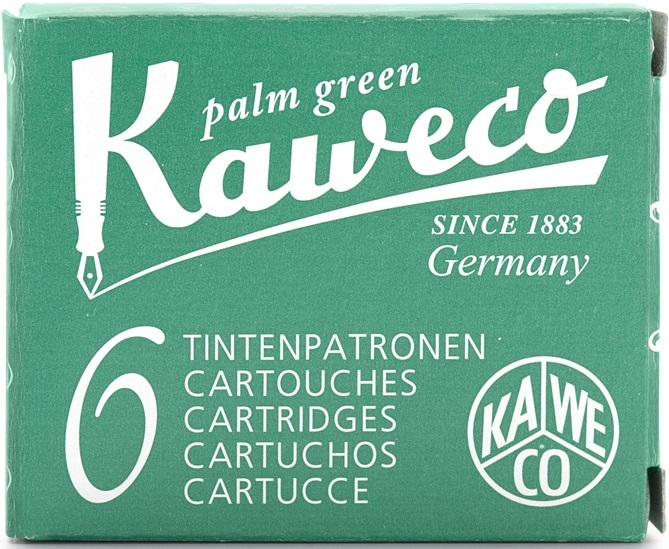 palm green
Kaweco
SINCE 1883
Germany
6
TINTENPATRONEN
CARTOUCHES
CARTRIDGES
CARTUCHOS
CARTUCCE
KA WE
CO